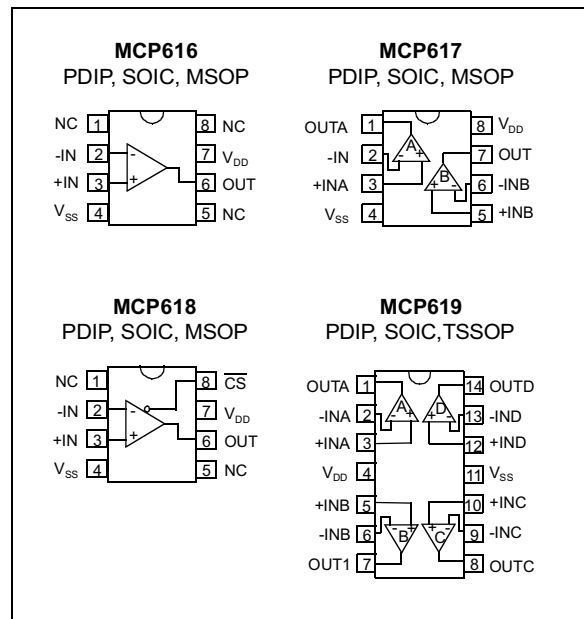 MCP616
PDIP, SOIC, MSOP
NC 1 8 NC
-IN 2 - 7 VDD
+IN 3 + 6 OUT
VSS 4 5 NC
MCP617
PDIP, SOIC, MSOP
OUTA 1 8 VDD
-IN 2 - A + 7 OUT
+INA 3 + B - 6 -INB
VSS 4 5 +INB
MCP618
PDIP, SOIC, MSOP
NC 1 8 CS
-IN 2 - 7 VDD
+IN 3 + 6 OUT
VSS 4 5 NC
MCP619
PDIP, SOIC,TSSOP
OUTA 1 14 OUTD
-INA 2 - A + + D - 13 -IND
+INA 3 12 +IND
VDD 4 11 VSS
+INB 5 10 +INC
-INB 6 - B + + C - 9 -INC
OUT1 7 8 OUTC